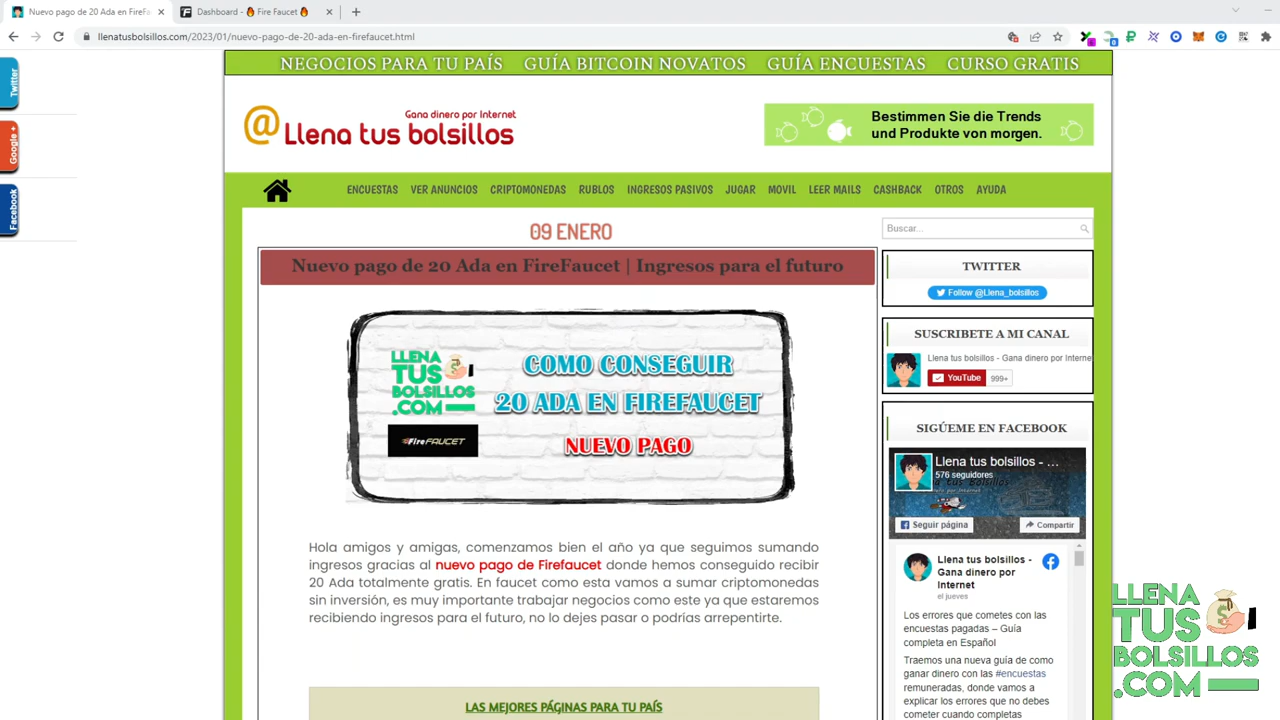 Nuevo pago de 20 Ada en FireFa
Dashboard - 🔥 Fire Faucet 🔥
llenatusbolsillos.com/2023/01/nuevo-pago-de-20-ada-en-firefaucet.html
Twitter
Google +
Facebook
NEGOCIOS PARA TU PAÍS GUÍA BITCOIN NOVATOS GUÍA ENCUESTAS CURSO GRATIS
@Llena tus bolsillos
Gana dinero por Internet
Bestimmen Sie die Trends
und Produkte von morgen.
ENCUESTAS VER ANUNCIOS CRIPTOMONEDAS RUBLOS INGRESOS PASIVOS JUGAR MOVIL LEER MAILS CASHBACK OTROS AYUDA
09 ENERO
Nuevo pago de 20 Ada en FireFaucet | Ingresos para el futuro
LLENA
TUS
BOLSILLOS
.COM
FireFAUCET
COMO CONSEGUIR
20 ADA EN FIREFAUCET
NUEVO PAGO
Hola amigos y amigas, comenzamos bien el año ya que seguimos sumando
ingresos gracias al nuevo pago de Firefaucet donde hemos conseguido recibir
20 Ada totalmente gratis. En faucet como esta vamos a sumar criptomonedas
sin inversión, es muy importante trabajar negocios como este ya que estaremos
recibiendo ingresos para el futuro, no lo dejes pasar o podrías arrepentirte.
LAS MEJORES PÁGINAS PARA TU PAÍS
Buscar...
TWITTER
Follow @Llena_bolsillos
SUSCRIBETE A MI CANAL
Llena tus bolsillos - Gana dinero por Interne
YouTube 999+
SIGÚEME EN FACEBOOK
Llena tus bolsillos - ...
576 seguidores
Seguir página
Compartir
Llena tus bolsillos -
Gana dinero por
Internet
el jueves
Los errores que cometes con las
encuestas pagadas – Guía
completa en Español
Traemos una nueva guía de como
ganar dinero con las #encuestas
remuneradas, donde vamos a
explicar los errores que no debes
cometer cuando completas
LLENA
TUS
BOLSILLOS
.COM